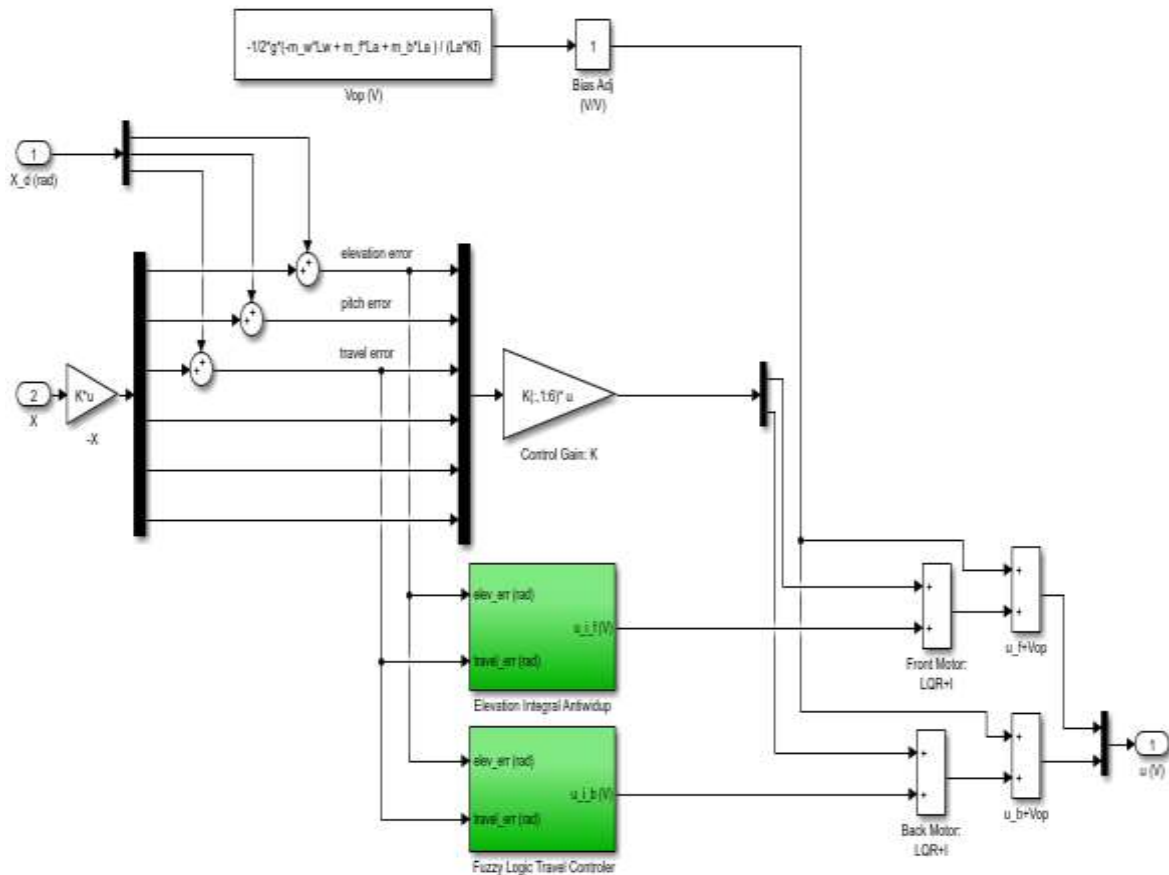 -1/2*g*(-m_w*Lw + m_f*La + m_b*La ) / (La*Kf)
Vop (V)
1
Bias Adj
(V/V)
1
X_d (rad)
elevation error
pitch error
travel error
2
X
K*u
-X
K(:,1:6)* u
Control Gain: K
elev_err (rad)
travel_err (rad)
u_i_f (V)
Elevation Integral Antiwidup
elev_err (rad)
travel_err (rad)
u_i_b (V)
Fuzzy Logic Travel Controler
+
+
+
+
+
+
+
+
Front Motor:
LQR+I
+
+
u_f+Vop
+
+
Back Motor:
LQR+I
+
+
u_b+Vop
1
u (V)